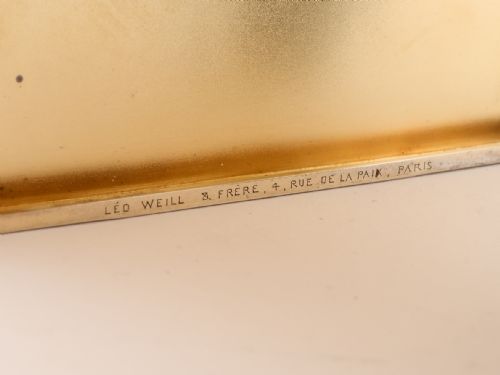 LÉO WEILL & FRÈRE, 4, RUE DE LA PAIX, PARIS